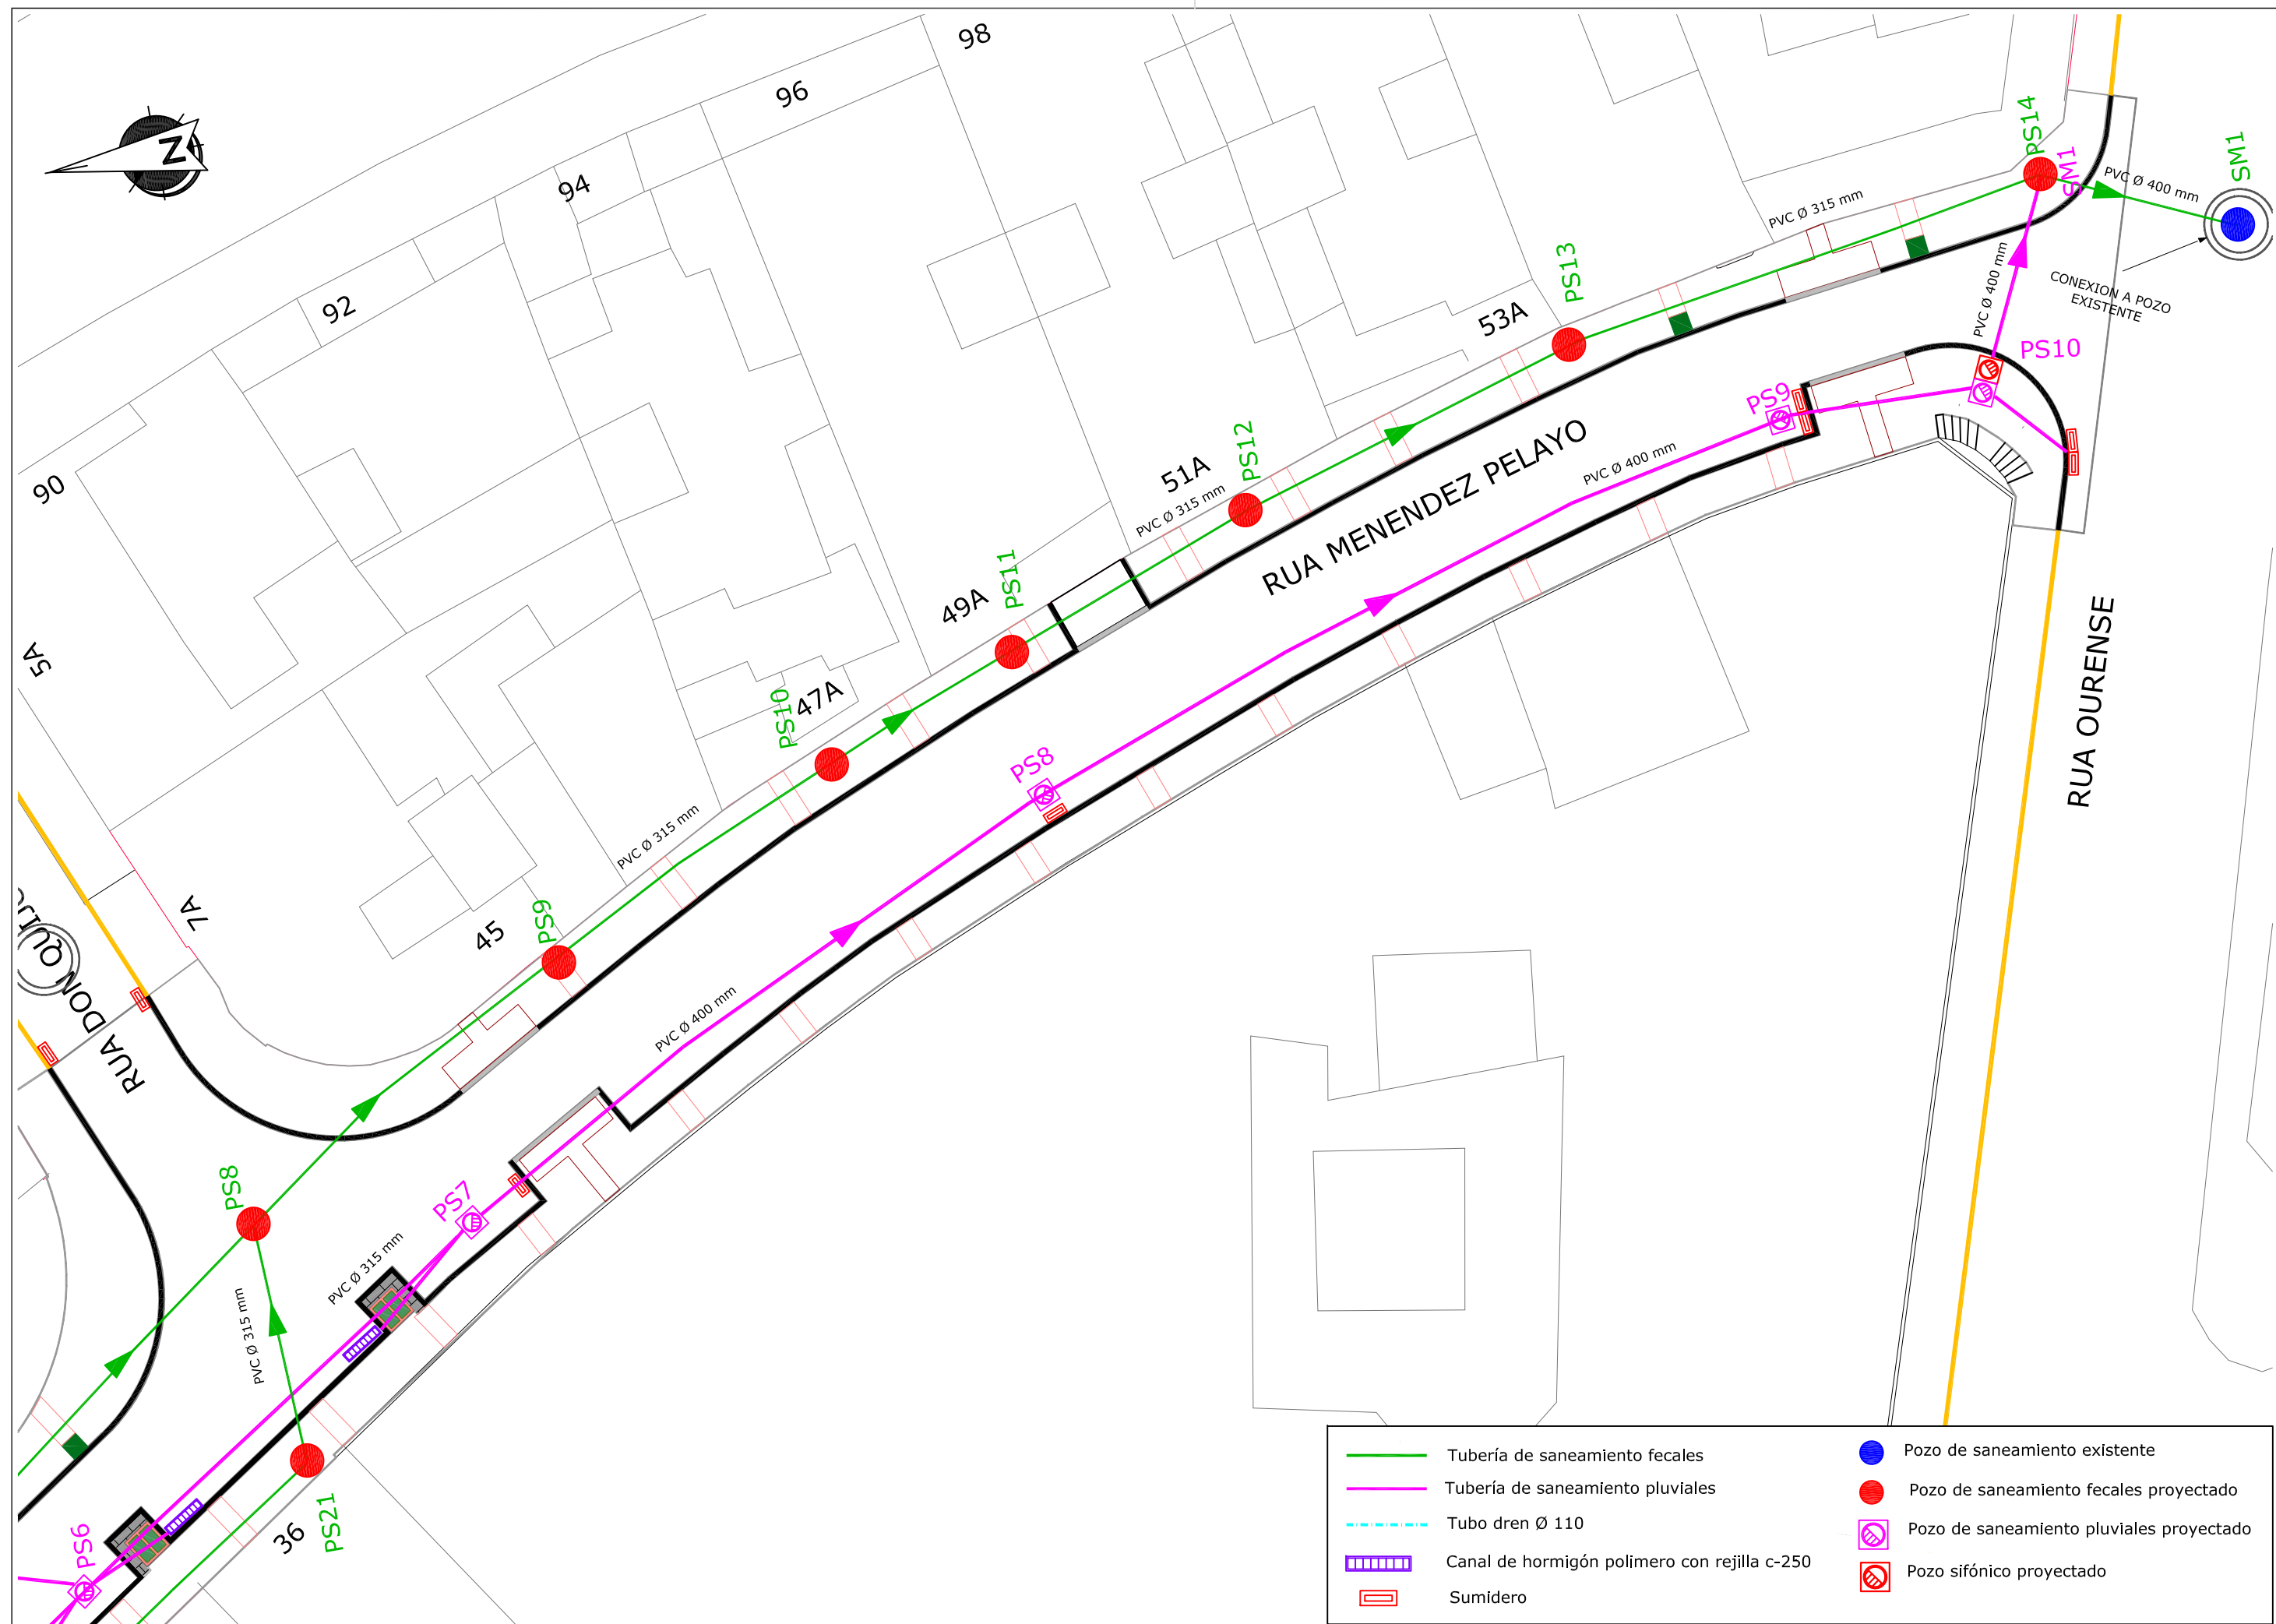 98
96
94
92
90
N
PS14
SM1
SM1
PVC Ø 400 mm
PVC Ø 315 mm
PS13
53A
CONEXION A POZO
EXISTENTE
PVC Ø 400 mm
PS10
PS9
PS12
51A
PVC Ø 315 mm
RUA MENENDEZ PELAYO
PVC Ø 400 mm
PS11
49A
5A
PS10
47A
RUA OURENSE
PS8
PVC Ø 315 mm
7A
PS9
45
RUA DON QUIJO
PVC Ø 400 mm
PS8
PS7
PVC Ø 315 mm
PVC Ø 315 mm
PS6
36
PS21
Tubería de saneamiento fecales
Tubería de saneamiento pluviales
Tubo dren Ø 110
Canal de hormigón polimero con rejilla c-250
Sumidero
Pozo de saneamiento existente
Pozo de saneamiento fecales proyectado
Pozo de saneamiento pluviales proyectado
Pozo sifónico proyectado